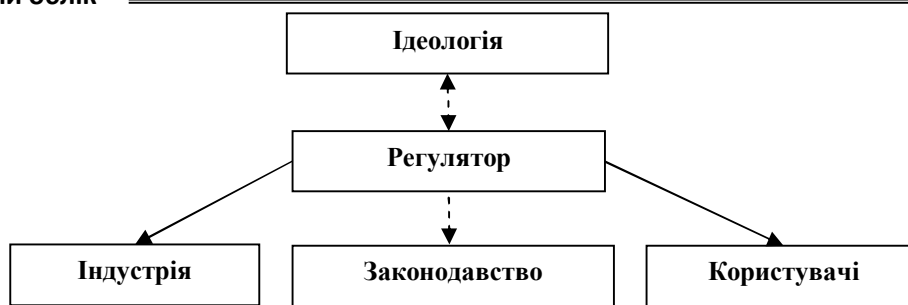 Ідеологія
Регулятор
Індустрія
Законодавство
Користувачі